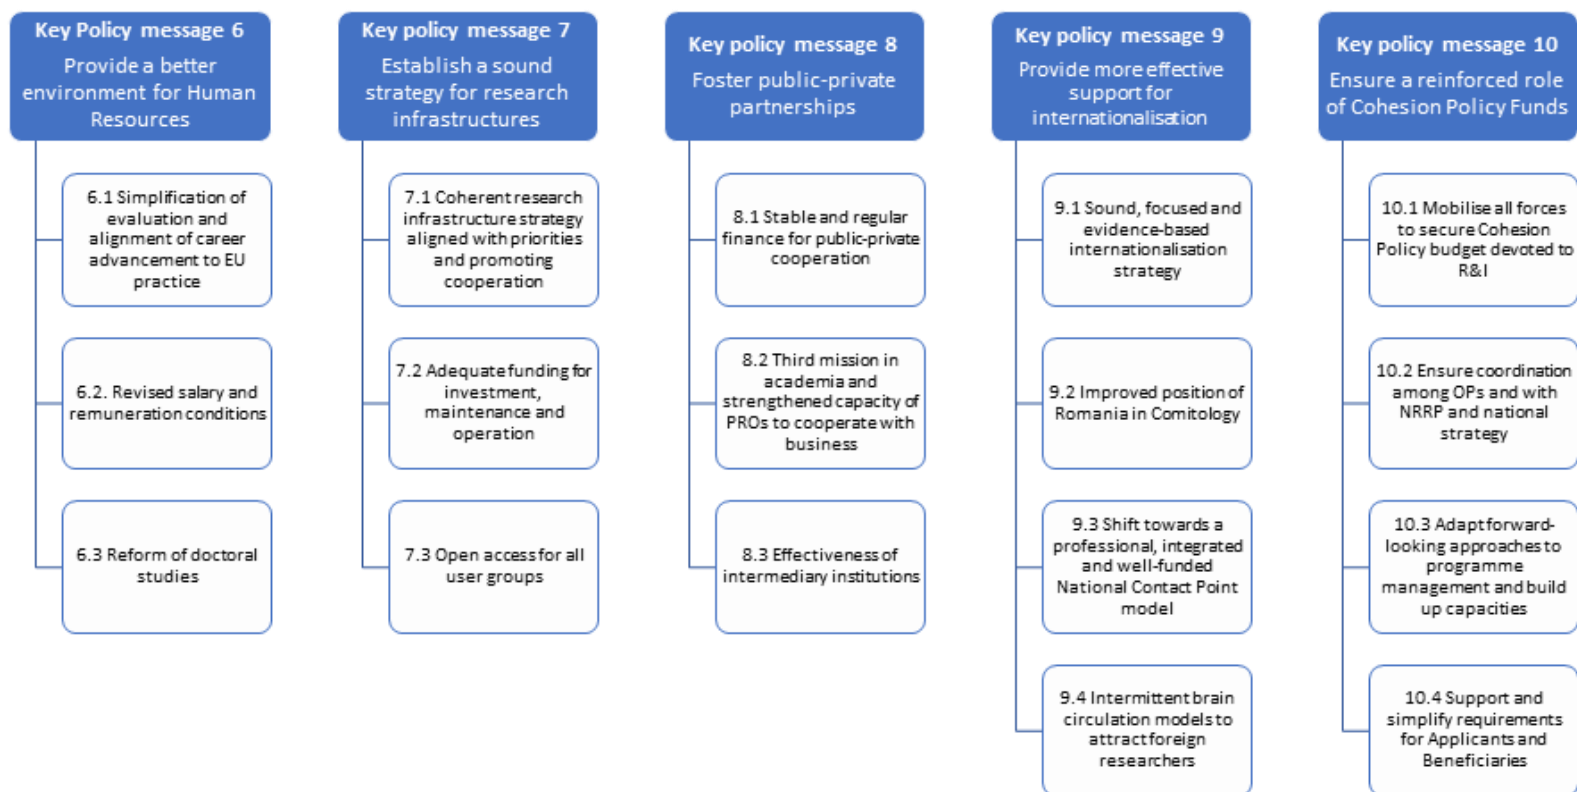 Key Policy message 6
Provide a better
environment for Human
Resources
6.1 Simplification of
evaluation and
alignment of career
advancement to EU
practice
6.2. Revised salary and
remuneration conditions
6.3 Reform of doctoral
studies
Key policy message 7
Establish a sound
strategy for research
infrastructures
7.1 Coherent research
infrastructure strategy
aligned with priorities
and promoting
cooperation
7.2 Adequate funding for
investment,
maintenance and
operation
7.3 Open access for all
user groups
Key policy message 8
Foster public-private
partnerships
8.1 Stable and regular
finance for public-private
cooperation
8.2 Third mission in
academia and
strengthened capacity of
PROs to cooperate with
business
8.3 Effectiveness of
intermediary institutions
Key policy message 9
Provide more effective
support for
internationalisation
9.1 Sound, focused and
evidence-based
internationalisation
strategy
9.2 Improved position of
Romania in Comitology
9.3 Shift towards a
professional, integrated
and well-funded
National Contact Point
model
9.4 Intermittent brain
circulation models to
attract foreign
researchers
Key policy message 10
Ensure a reinforced role
of Cohesion Policy Funds
10.1 Mobilise all forces
to secure Cohesion
Policy budget devoted to
R&I
10.2 Ensure coordination
among OPs and with
NRRP and national
strategy
10.3 Adapt forward-
looking approaches to
programme
management and build
up capacities
10.4 Support and
simplify requirements
for Applicants and
Beneficiaries